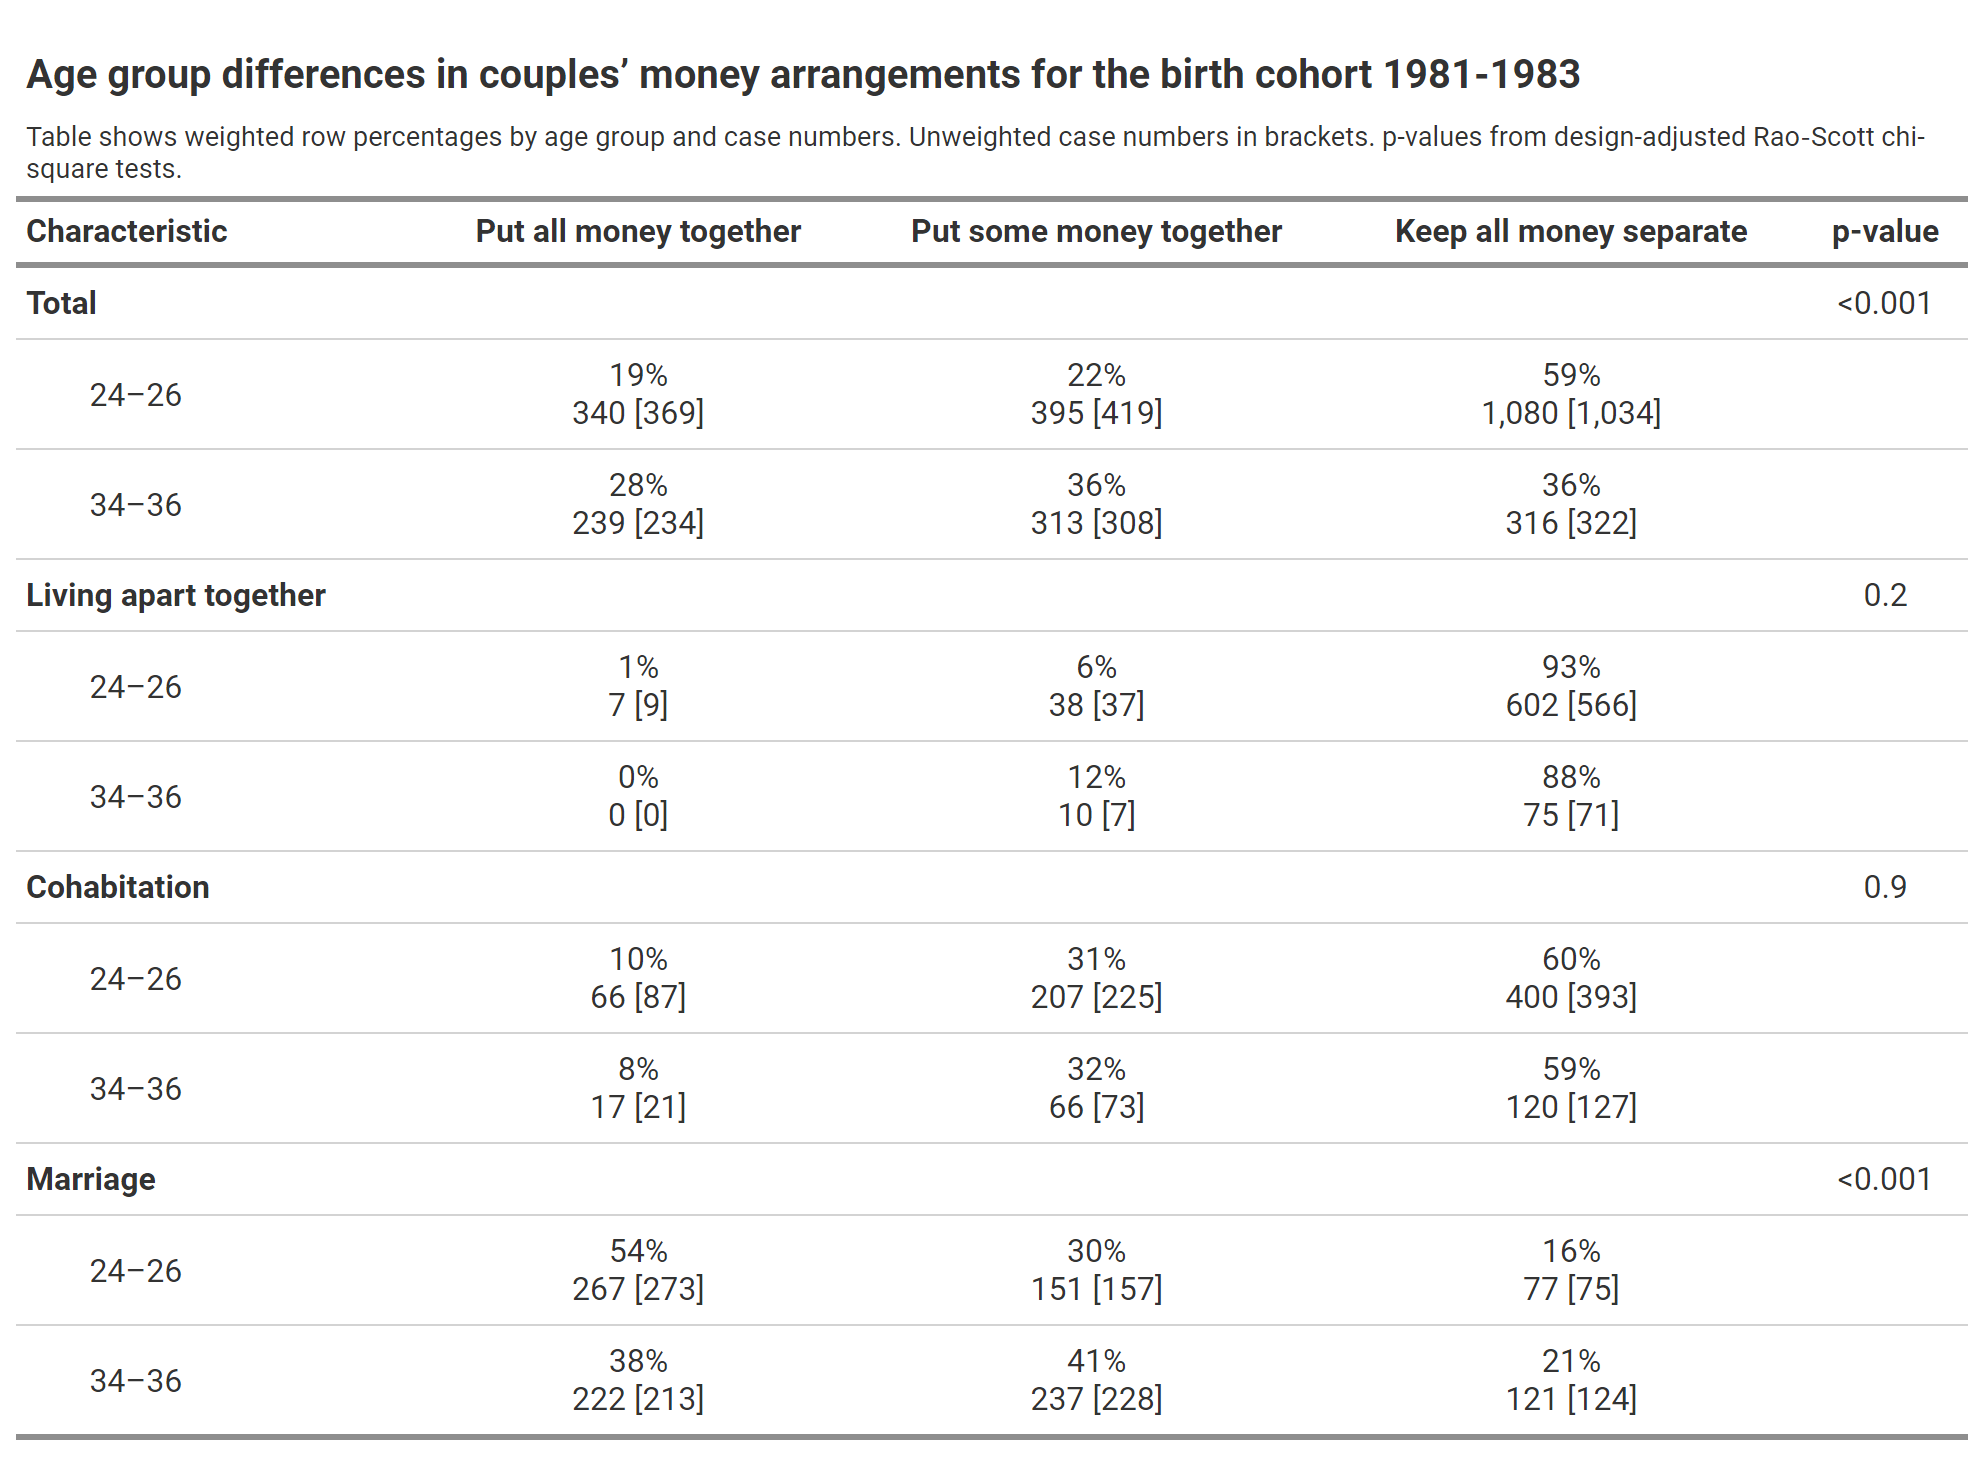 Age group differences in couples’ money arrangements for the birth cohort 1981-1983
Table shows weighted row percentages by age group and case numbers. Unweighted case numbers in brackets. p-values from design-adjusted Rao-Scott chi-
square tests.
Characteristic Put all money together Put some money together Keep all money separate p-value
Total <0.001
24–26 19% 22% 59%
340 [369] 395 [419] 1,080 [1,034]
34–36 28% 36% 36%
239 [234] 313 [308] 316 [322]
Living apart together 0.2
24–26 1% 6% 93%
7 [9] 38 [37] 602 [566]
34–36 0% 12% 88%
0 [0] 10 [7] 75 [71]
Cohabitation 0.9
24–26 10% 31% 60%
66 [87] 207 [225] 400 [393]
34–36 8% 32% 59%
17 [21] 66 [73] 120 [127]
Marriage <0.001
24–26 54% 30% 16%
267 [273] 151 [157] 77 [75]
34–36 38% 41% 21%
222 [213] 237 [228] 121 [124]